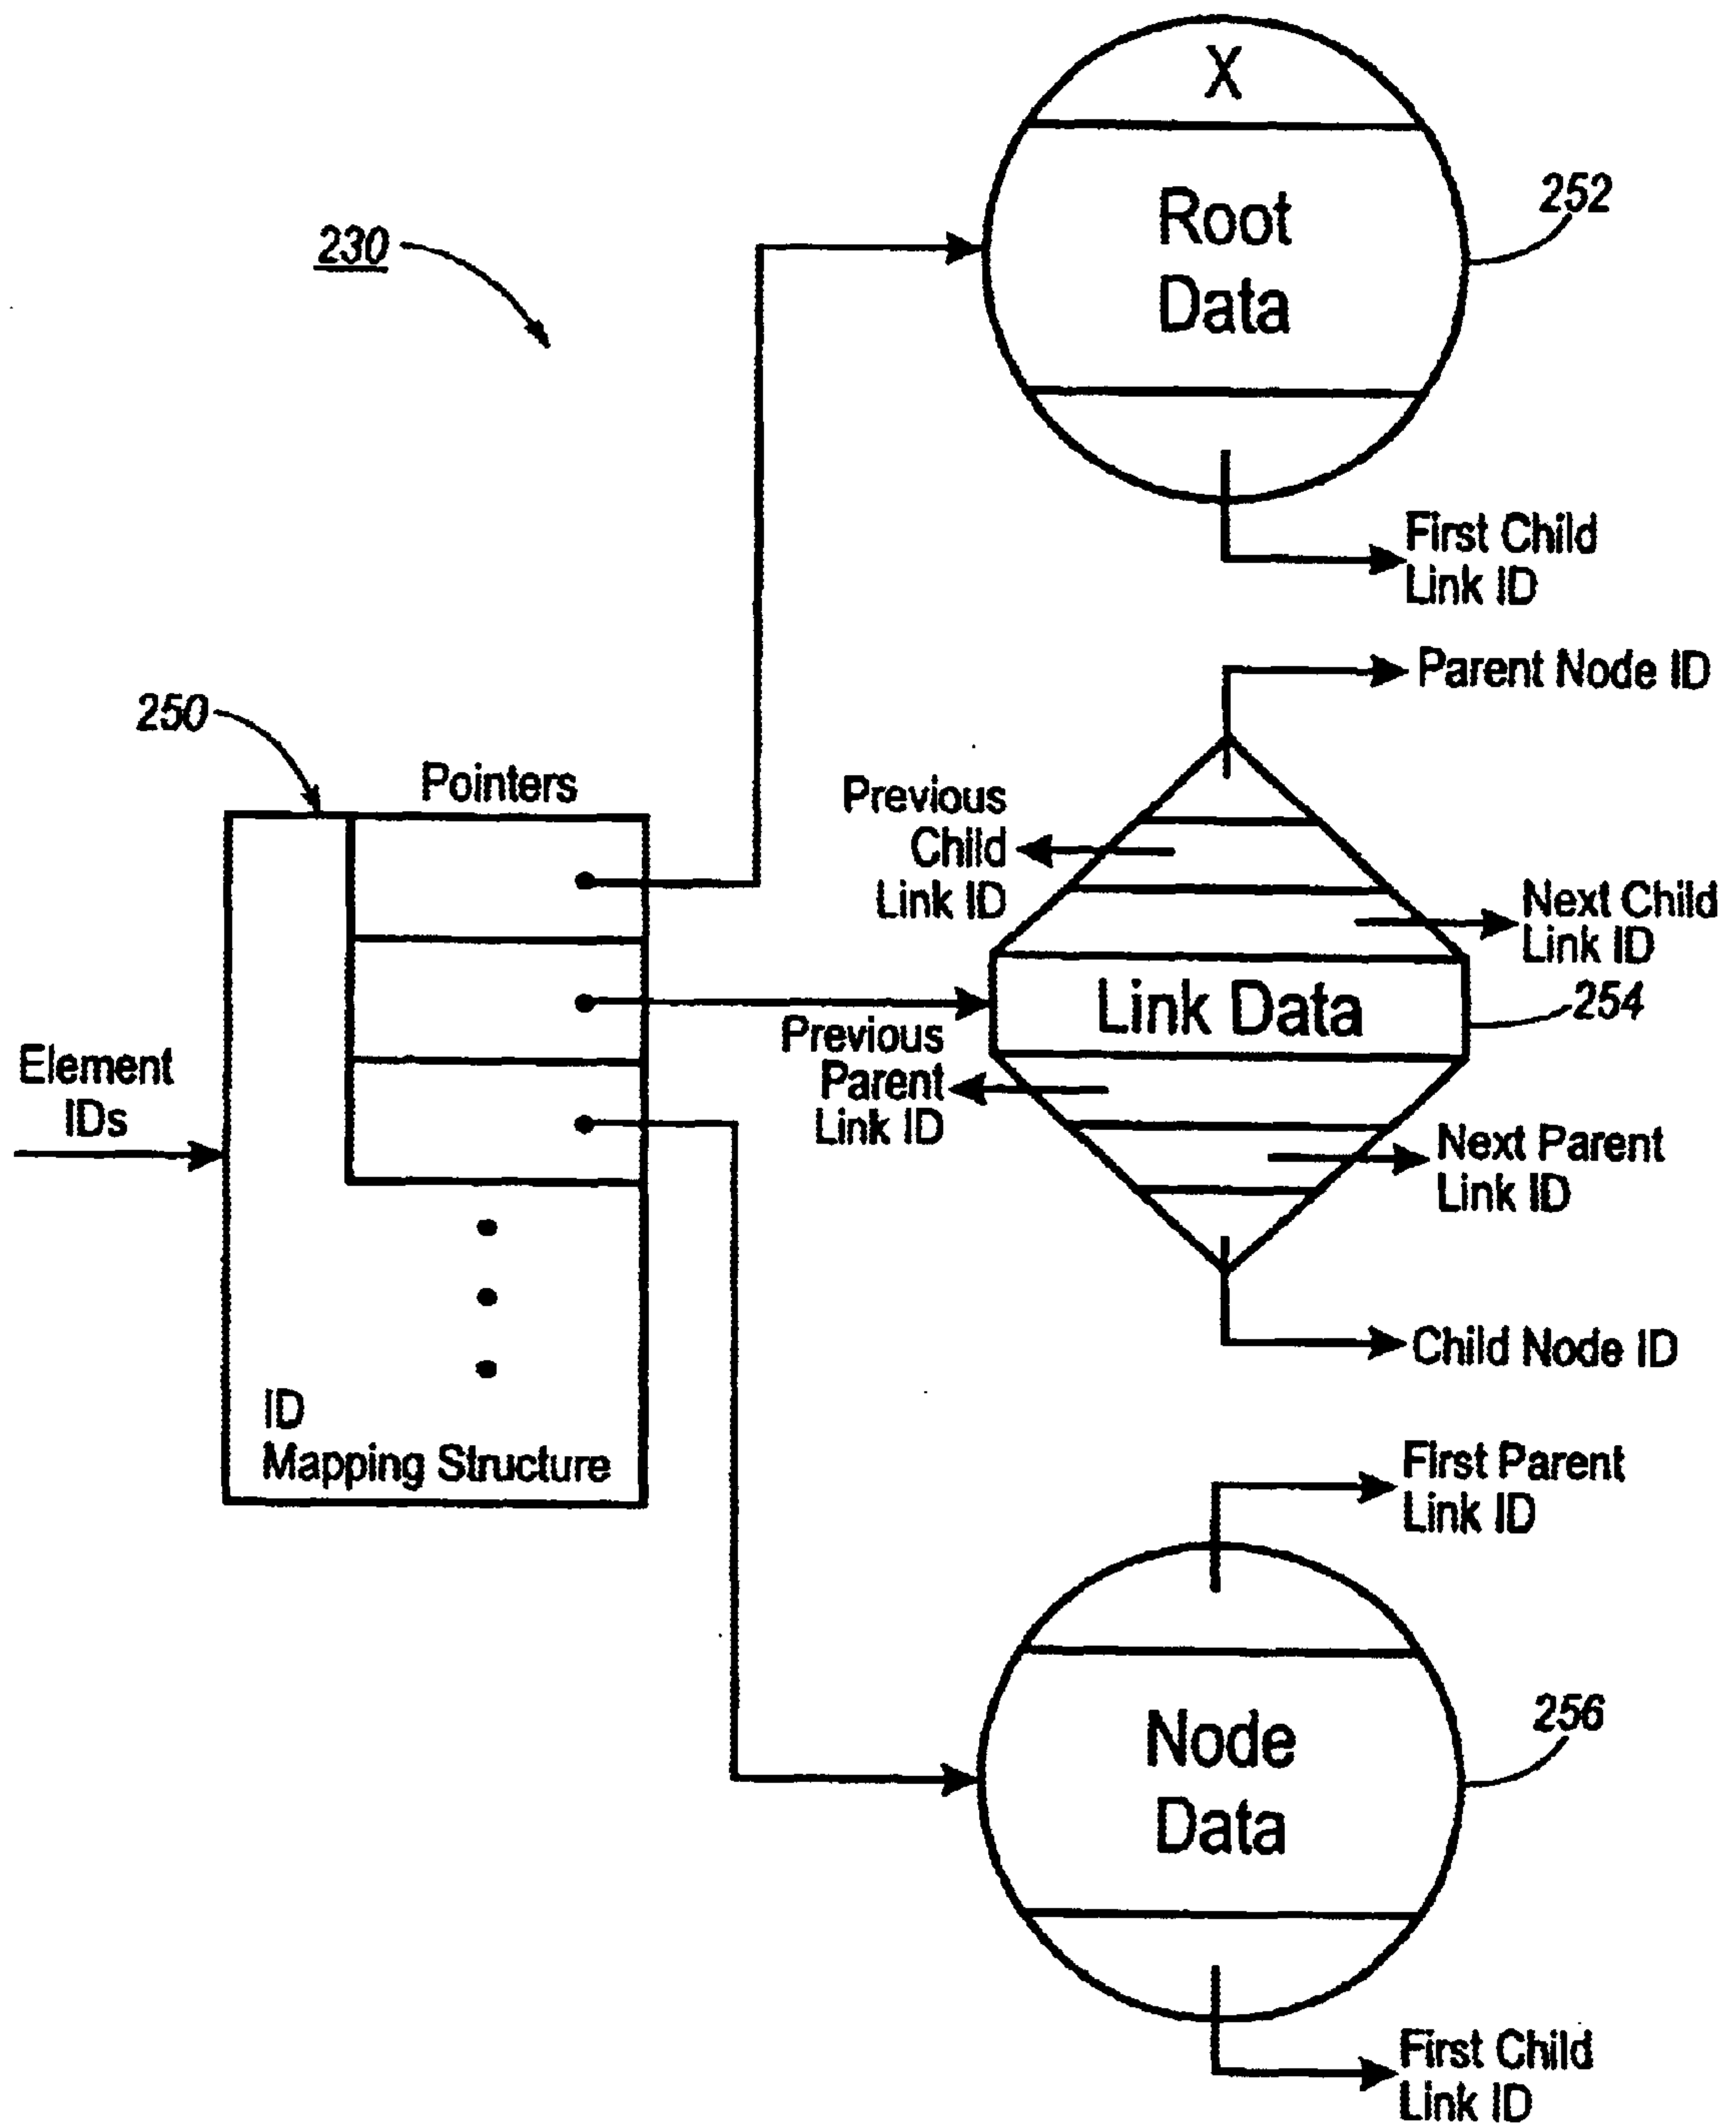 X
Root
Data
252
230
First Child
Link ID
Parent Node ID
250
Pointers
Previous
Child
Link ID
Next Child
Link ID
Link Data
254
Previous
Parent
Link ID
Element
IDs
Next Parent
Link ID
Child Node ID
ID
Mapping Structure
First Parent
Link ID
Node
Data
256
First Child
Link ID